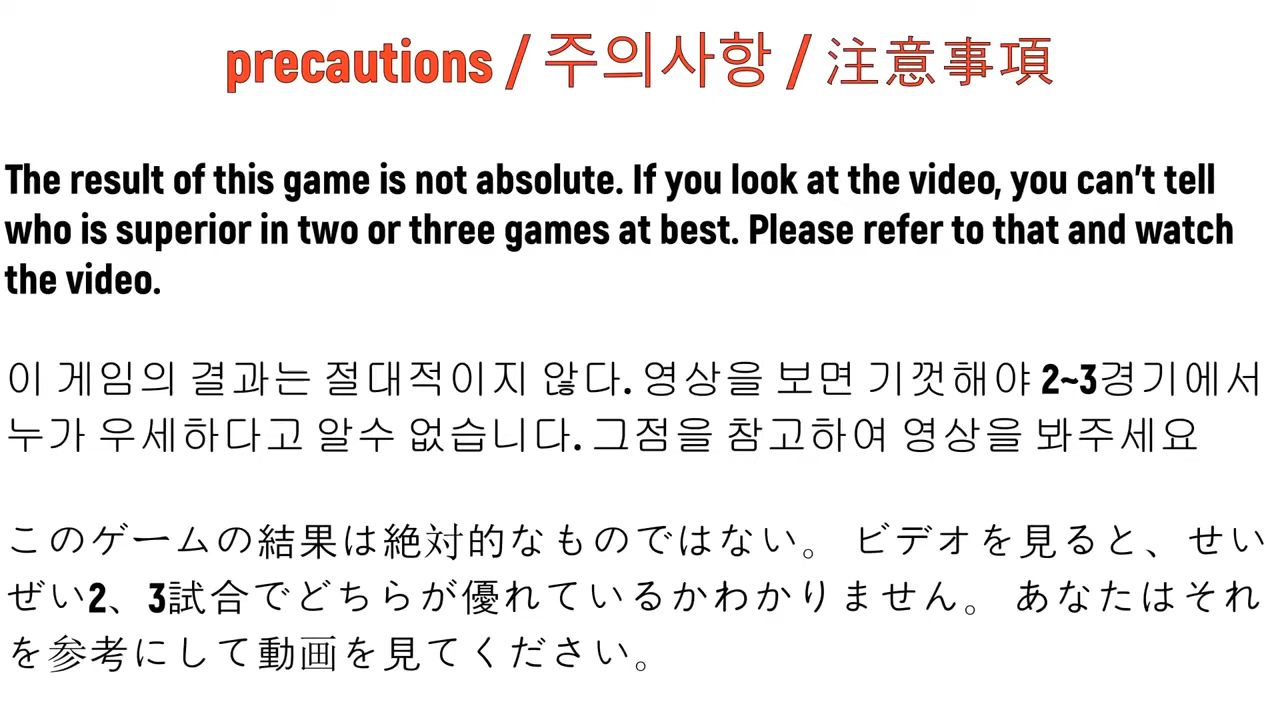 precautions / 주의사항 / 注意事項
The result of this game is not absolute. If you look at the video, you can't tell
who is superior in two or three games at best. Please refer to that and watch
the video.
이 게임의 결과는 절대적이지 않다. 영상을 보면 기껏해야 2~3경기에서
누가 우세하다고 알수 없습니다. 그점을 참고하여 영상을 봐주세요
このゲームの結果は絶対的なものではない。 ビデオを見ると、せい
ぜい2、3試合でどちらが優れているかわかりません。 あなたはそれ
を参考にして動画を見てください。